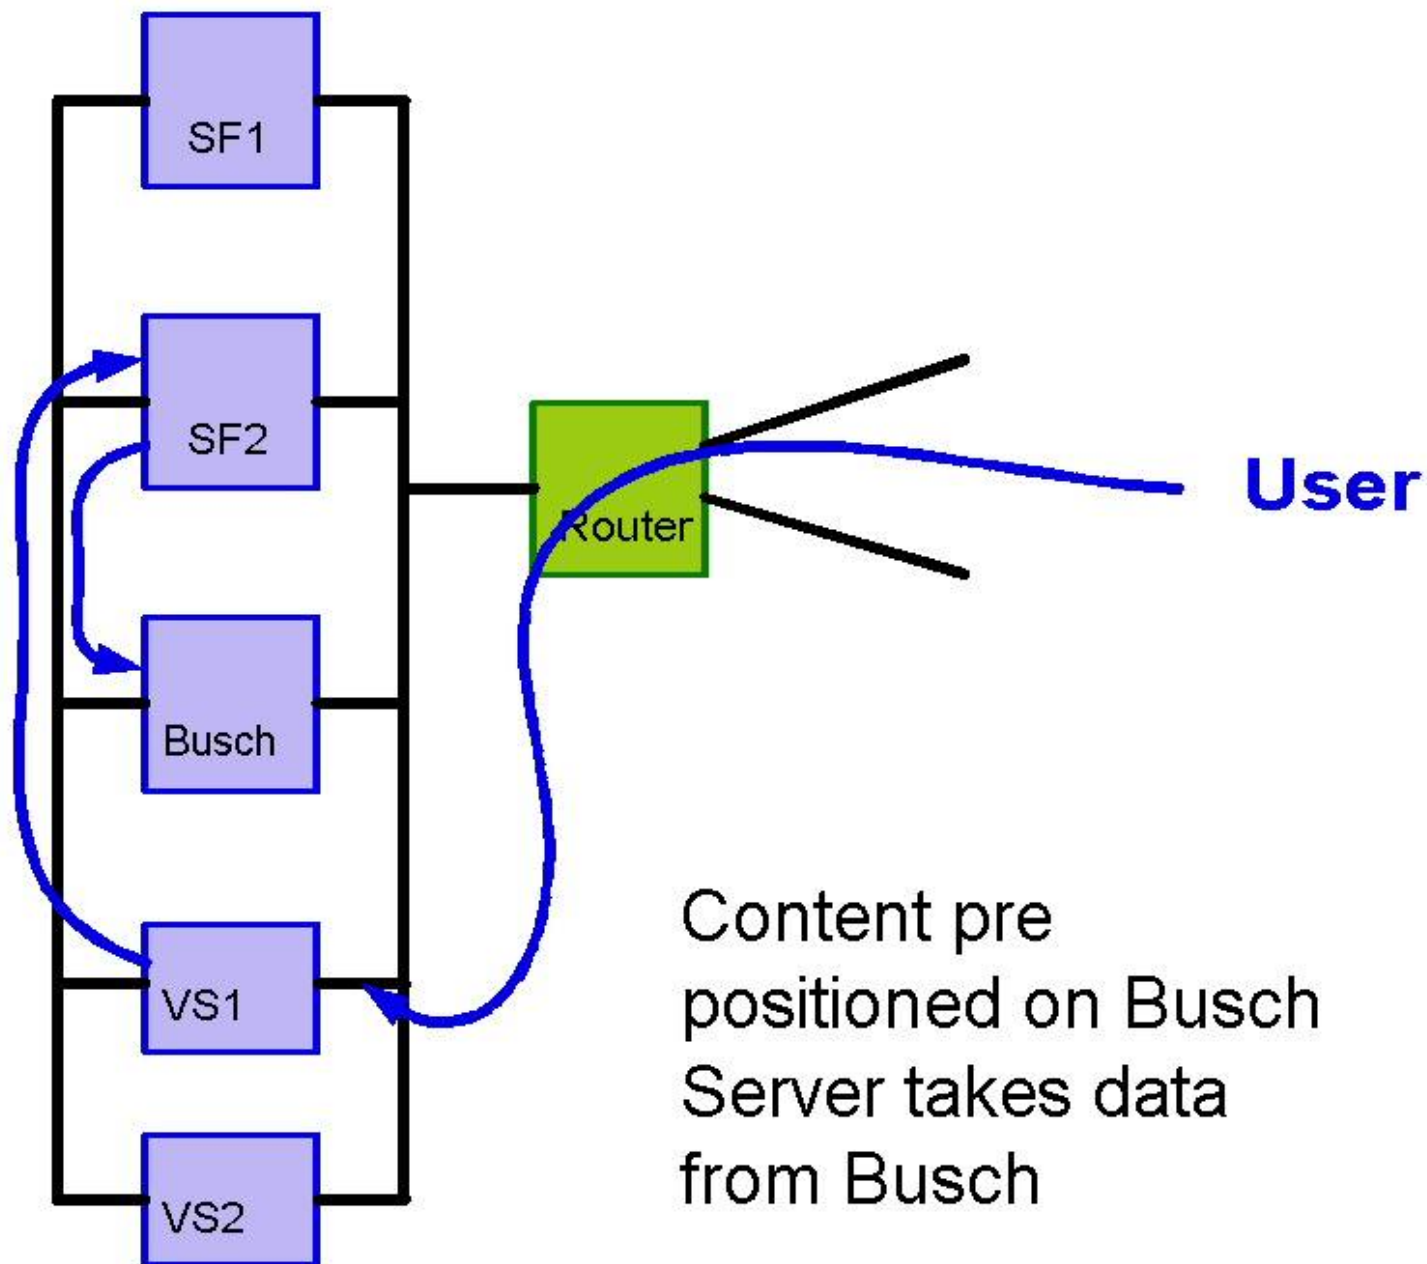 SF1
SF2
Router
User
Busch
VS1
VS2
Content pre
positioned on Busch
Server takes data
from Busch